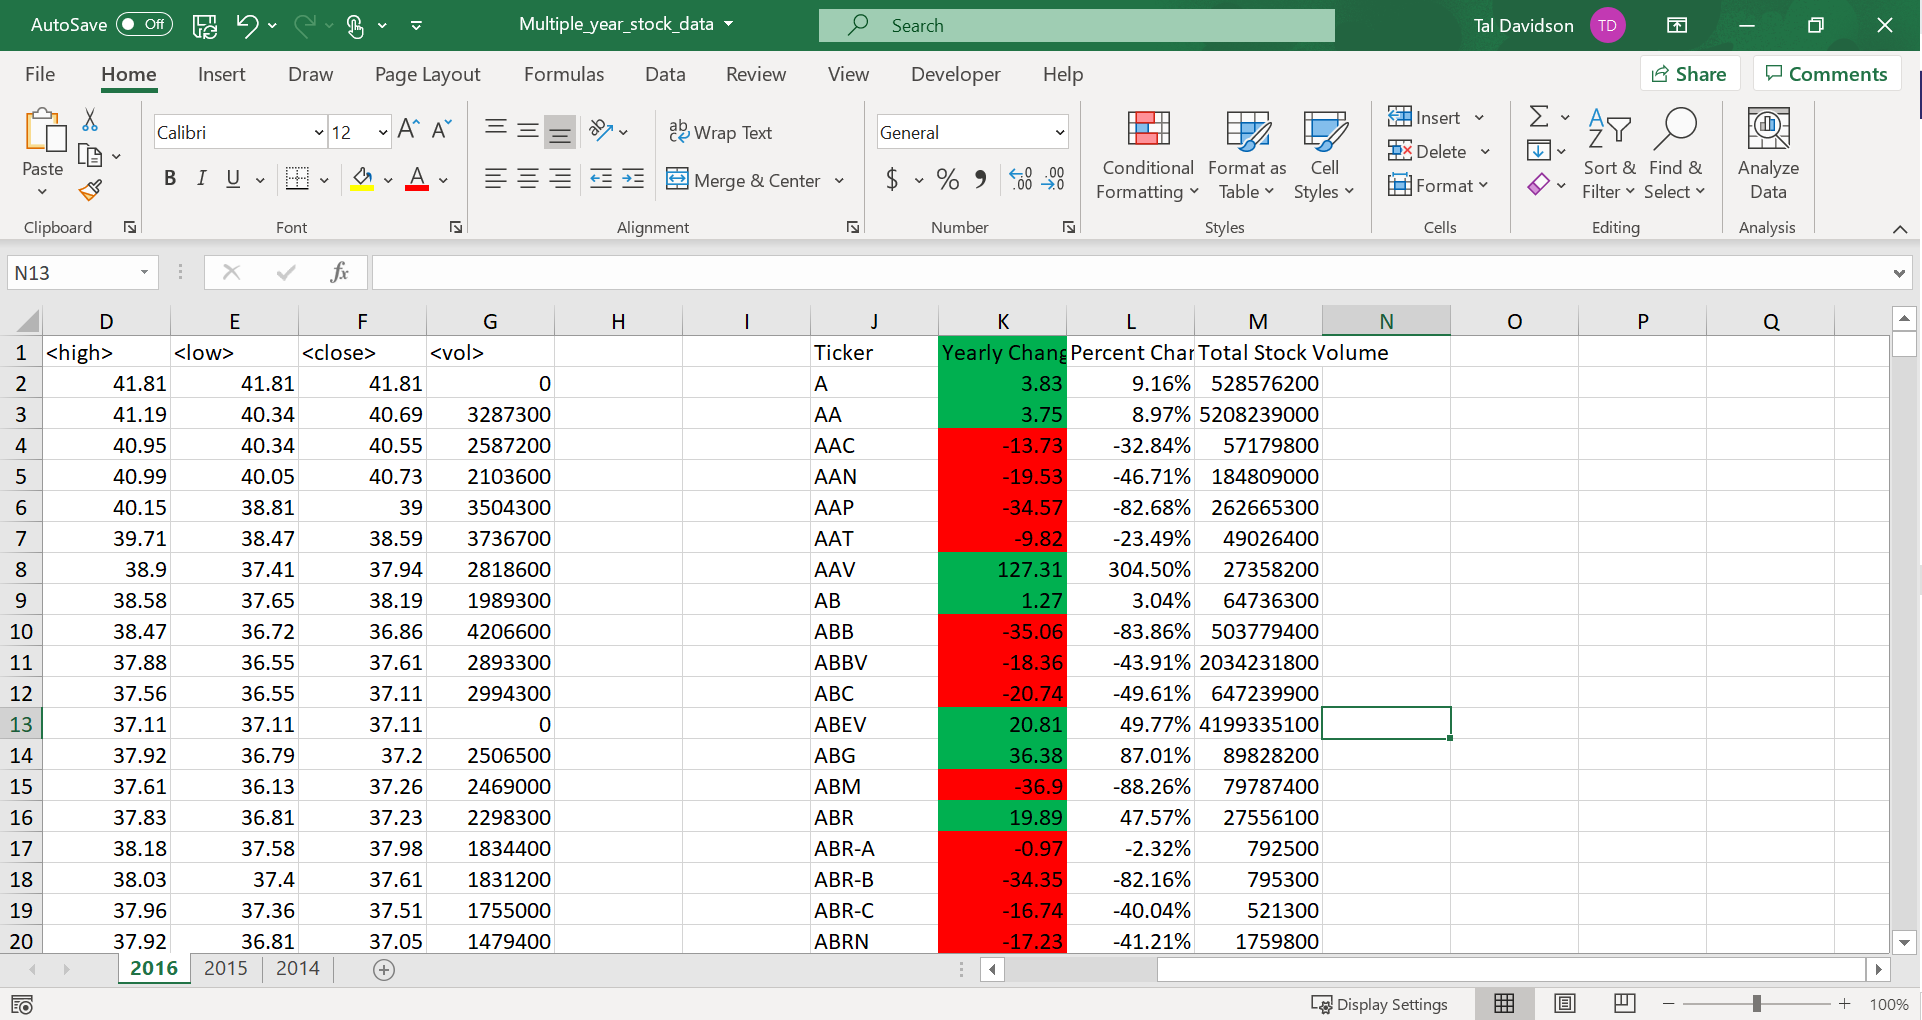 AutoSave Off Multiple_year_stock_data Search Tal Davidson TD
File Home Insert Draw Page Layout Formulas Data Review View Developer Help Share Comments
Paste
Clipboard
Calibri 12
B I U A
Font
ab Wrap Text
Merge & Center
Alignment
General
$ % 9 .00 .00
Number
Conditional Formatting
Format as Table
Cell Styles
Styles
Insert
Delete
Format
Cells
Sort & Filter
Find & Select
Editing
Analyze Data
Analysis
N13 fx
D E F G H I J K L M N O P Q
1 <high> <low> <close> <vol> Ticker Yearly Chang Percent Char Total Stock Volume
2 41.81 41.81 41.81 0 A 3.83 9.16% 528576200
3 41.19 40.34 40.69 3287300 AA 3.75 8.97% 5208239000
4 40.95 40.34 40.55 2587200 AAC -13.73 -32.84% 57179800
5 40.99 40.05 40.73 2103600 AAN -19.53 -46.71% 184809000
6 40.15 38.81 39 3504300 AAP -34.57 -82.68% 262665300
7 39.71 38.47 38.59 3736700 AAT -9.82 -23.49% 49026400
8 38.9 37.41 37.94 2818600 AAV 127.31 304.50% 27358200
9 38.58 37.65 38.19 1989300 AB 1.27 3.04% 64736300
10 38.47 36.72 36.86 4206600 ABB -35.06 -83.86% 503779400
11 37.88 36.55 37.61 2893300 ABBV -18.36 -43.91% 2034231800
12 37.56 36.55 37.11 2994300 ABC -20.74 -49.61% 647239900
13 37.11 37.11 37.11 0 ABEV 20.81 49.77% 4199335100
14 37.92 36.79 37.2 2506500 ABG 36.38 87.01% 89828200
15 37.61 36.13 37.26 2469000 ABM -36.9 -88.26% 79787400
16 37.83 36.81 37.23 2298300 ABR 19.89 47.57% 27556100
17 38.18 37.58 37.98 1834400 ABR-A -0.97 -2.32% 792500
18 38.03 37.4 37.61 1831200 ABR-B -34.35 -82.16% 795300
19 37.96 37.36 37.51 1755000 ABR-C -16.74 -40.04% 521300
20 37.92 36.81 37.05 1479400 ABRN -17.23 -41.21% 1759800
2016 2015 2014
Display Settings 100%